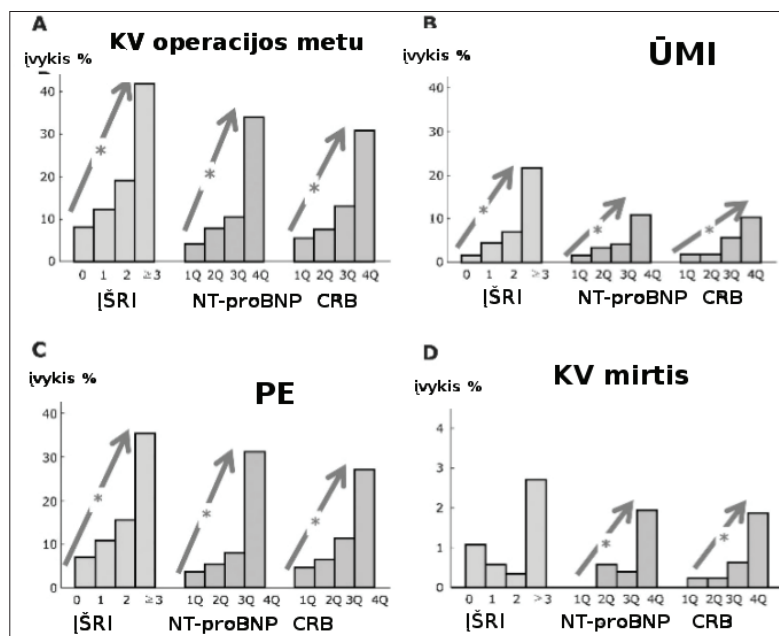 A
KV operacijos metu
įvykis %
40
30
20
10
0
*
*
*
0 1 2 ≥3
1Q 2Q 3Q 4Q
1Q 2Q 3Q 4Q
ĮŠRI NT-proBNP CRB
B
ŪMI
įvykis %
40
30
20
10
0
*
*
*
0 1 2 ≥3
1Q 2Q 3Q 4Q
1Q 2Q 3Q 4Q
ĮŠRI NT-proBNP CRB
C
PE
įvykis %
40
30
20
10
0
*
*
*
0 1 2 ≥3
1Q 2Q 3Q 4Q
1Q 2Q 3Q 4Q
ĮŠRI NT-proBNP CRB
D
KV mirtis
įvykis %
4
3
2
1
0
*
*
0 1 2 >3
1Q 2Q 3Q 4Q
1Q 2Q 3Q 4Q
ĮŠRI NT-proBNP CRB